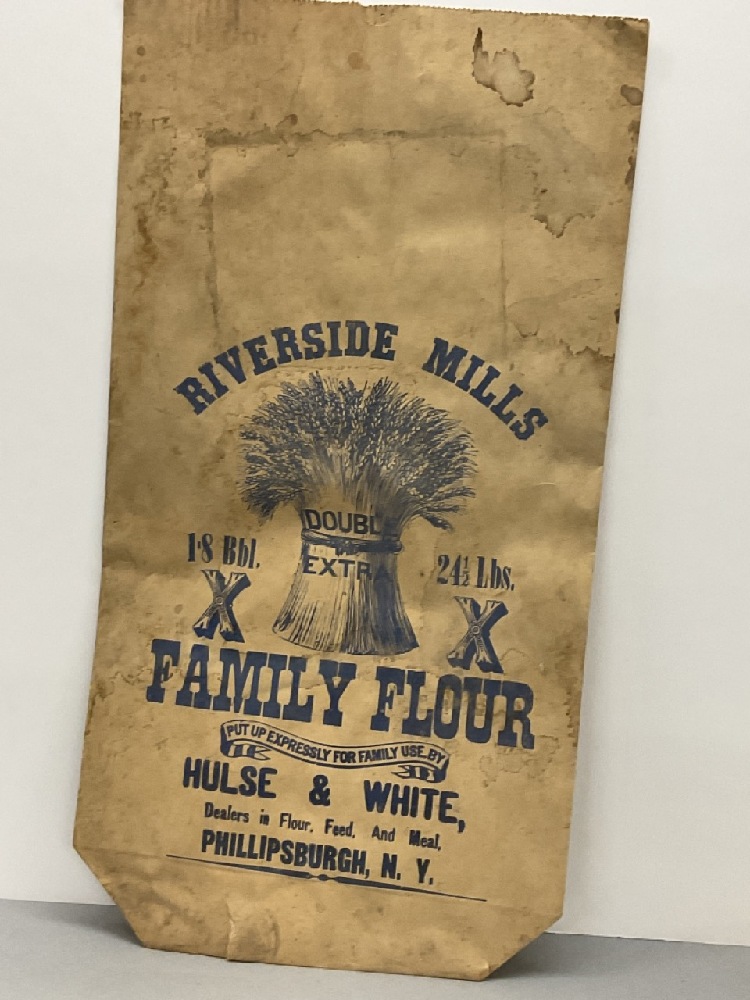 RIVERSIDE MILLS
DOUBLE
EXTRA
1·8 Bbl.
24½ Lbs.
X
X
FAMILY FLOUR
PUT UP EXPRESSLY FOR FAMILY USE BY
HULSE & WHITE,
Dealers in Flour, Feed, And Meal,
PHILLIPSBURGH, N. Y.